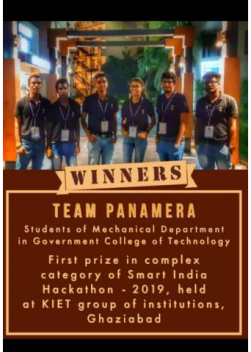 WINNERS
TEAM PANAMERA
Students of Mechanical Department
in Government College of Technology
First prize in complex
category of Smart India
Hackathon - 2019, held
at KIET group of institutions,
Ghaziabad